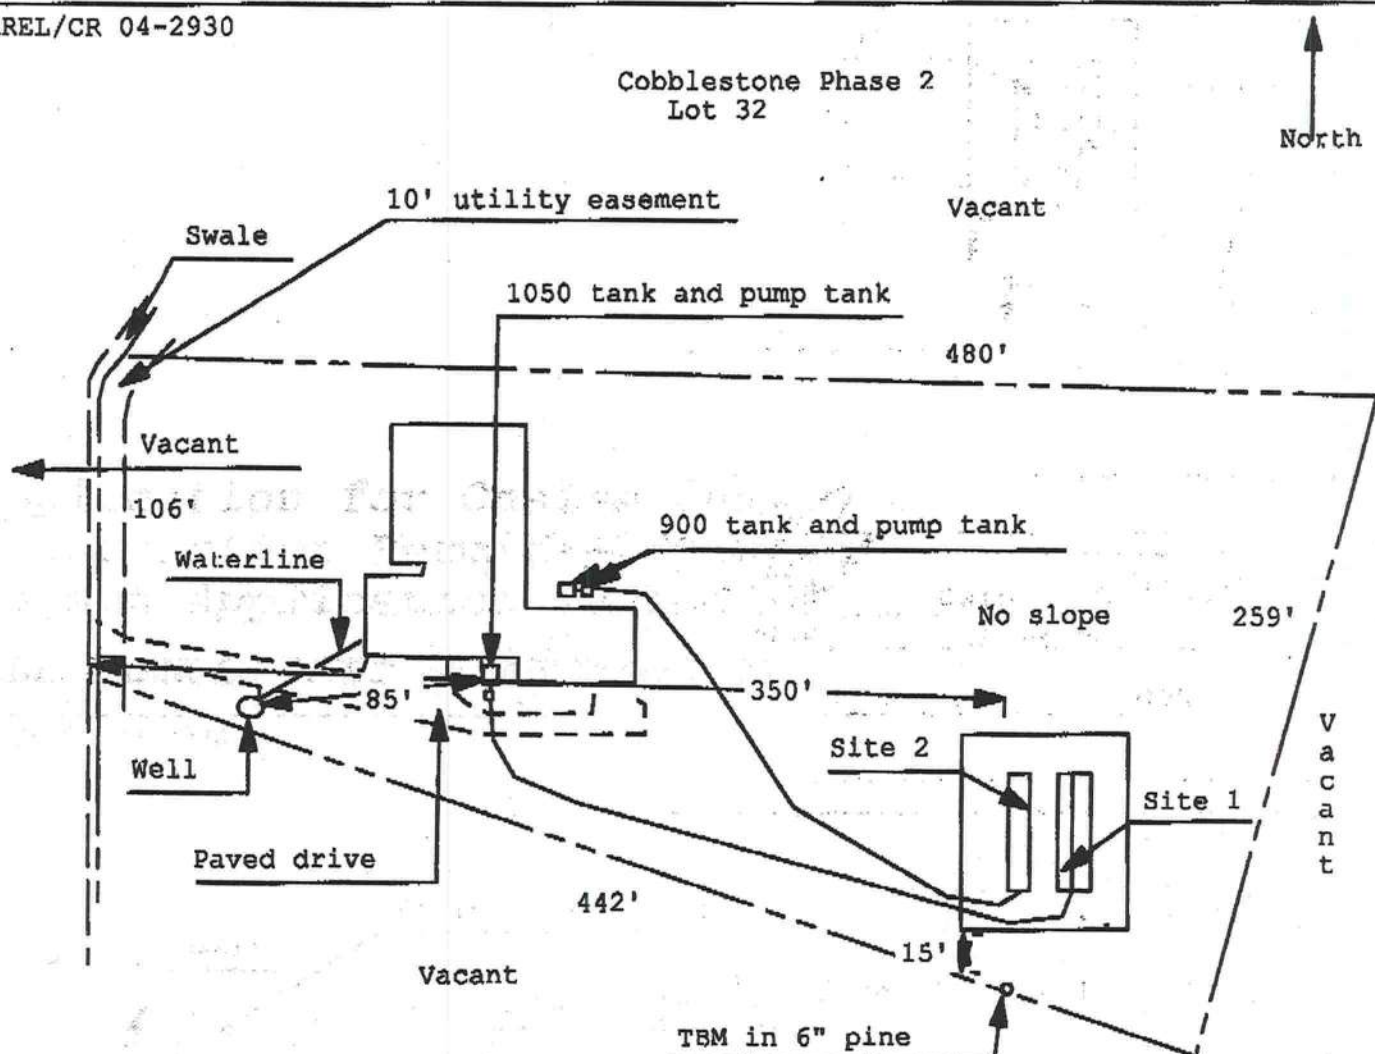 REL/CR 04-2930
Cobblestone Phase 2
Lot 32
North
10' utility easement
Vacant
Swale
1050 tank and pump tank
480'
Vacant
106'
900 tank and pump tank
Waterline
No slope
259'
85'
350'
Site 2
Well
Site 1
Vacant
Paved drive
442'
15'
Vacant
TBM in 6" pine